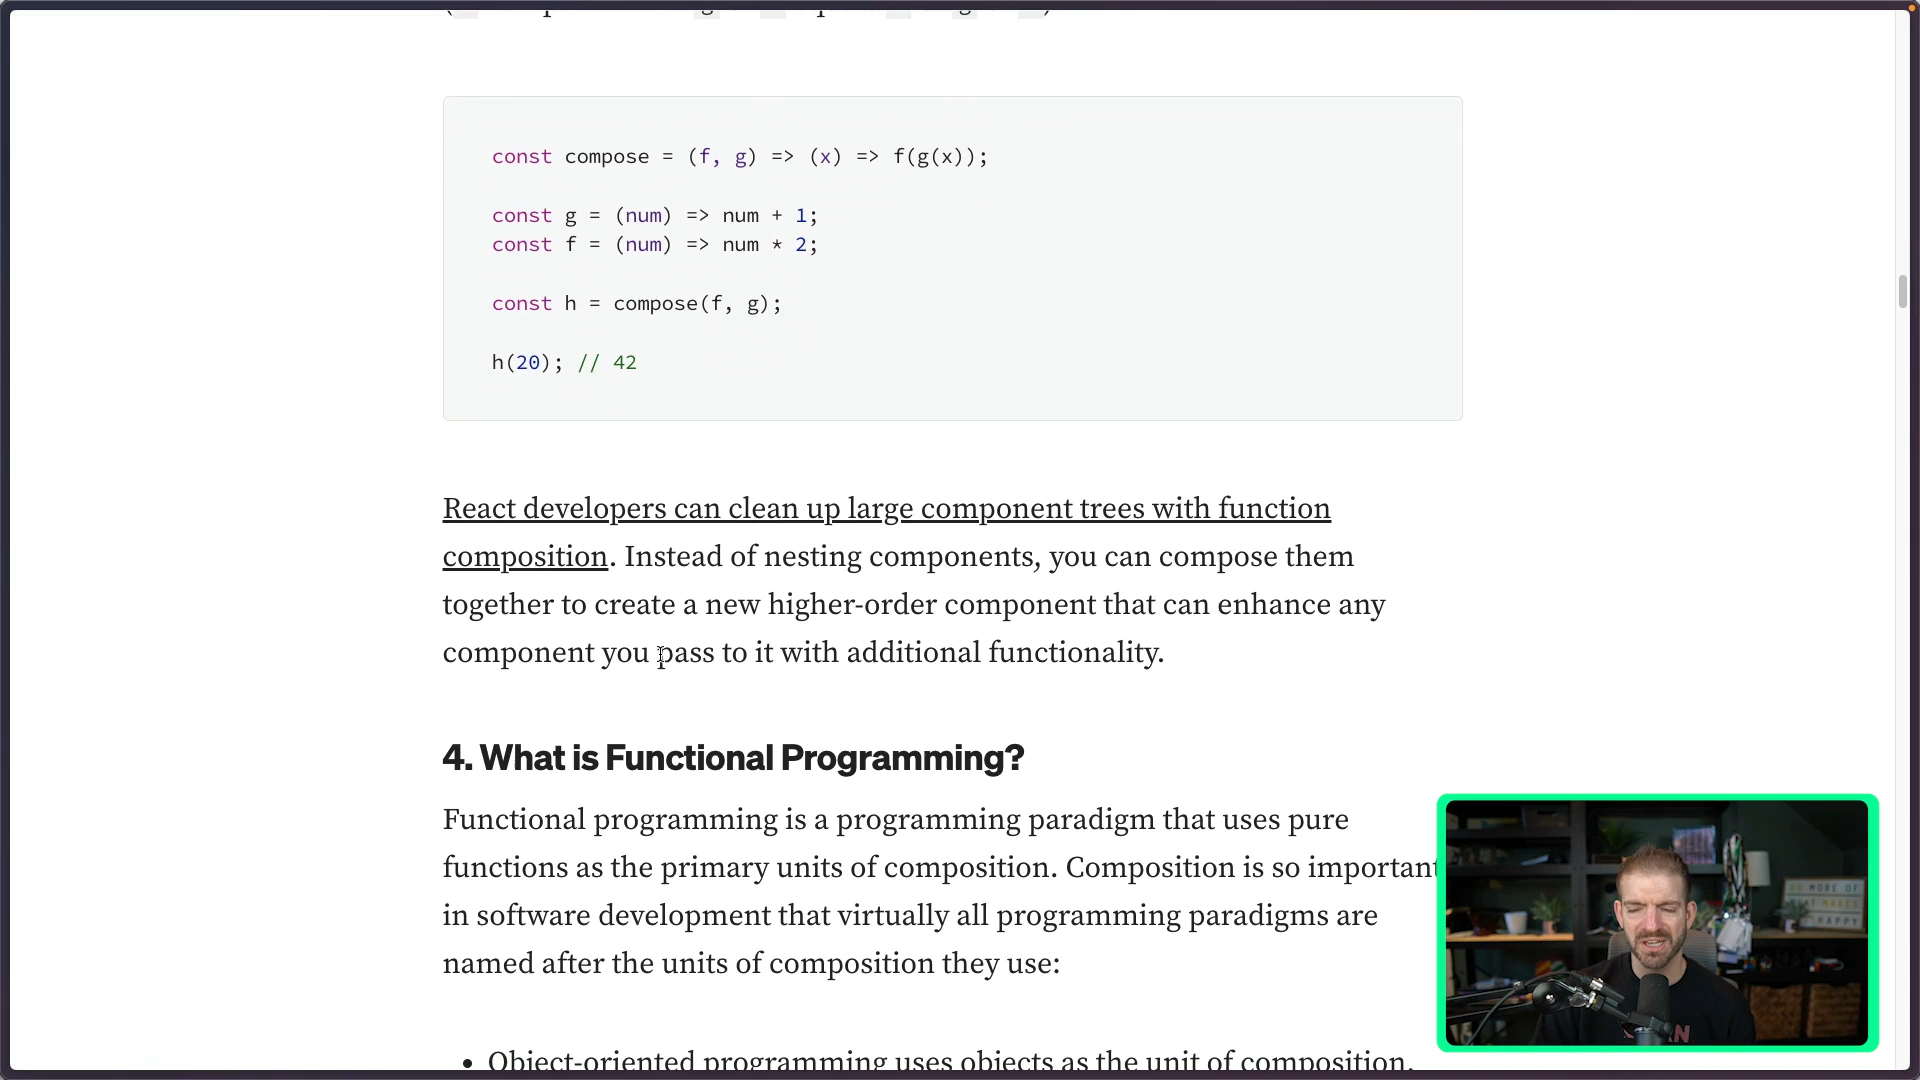 const compose = (f, g) => (x) => f(g(x));
const g = (num) => num + 1;
const f = (num) => num * 2;
const h = compose(f, g);
h(20); // 42
React developers can clean up large component trees with function
composition. Instead of nesting components, you can compose them
together to create a new higher-order component that can enhance any
component you pass to it with additional functionality.
4. What is Functional Programming?
Functional programming is a programming paradigm that uses pure
functions as the primary units of composition. Composition is so important
in software development that virtually all programming paradigms are
named after the units of composition they use:
• Object-oriented programming uses objects as the unit of composition.
MORE OF
HAPPY